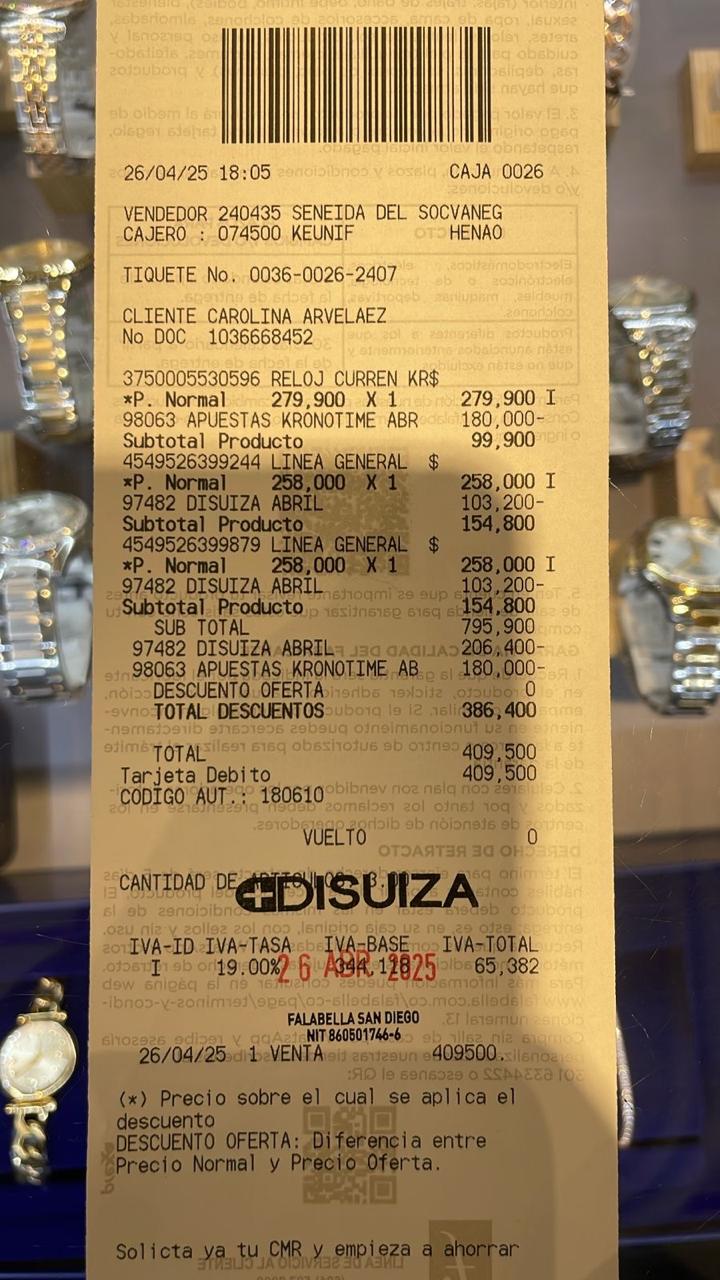 26/04/25 18:05 CAJA 0026
VENDEDOR 240435 SENEIDA DEL SOCVANEG
CAJERO : 074500 KEUNIF HENAO
TIQUETE No. 0036-0026-2407
CLIENTE CAROLINA ARVELAEZ
No DOC 1036668452
3750005530596 RELOJ CURREN KR$
*P. Normal 279,900 X 1 279,900 I
98063 APUESTAS KRONOTIME ABR 180,000-
Subtotal Producto 99,900
4549526399244 LINEA GENERAL $
*P. Normal 258,000 X 1 258,000 I
97482 DISUIZA ABRIL 103,200-
Subtotal Producto 154,800
4549526399879 LINEA GENERAL $
*P. Normal 258,000 X 1 258,000 I
97482 DISUIZA ABRIL 103,200-
Subtotal Producto 154,800
SUB TOTAL 795,900
97482 DISUIZA ABRIL 206,400-
98063 APUESTAS KRONOTIME AB 180,000-
DESCUENTO OFERTA 0
TOTAL DESCUENTOS 386,400
TOTAL 409,500
Tarjeta Debito 409,500
CODIGO AUT.: 180610
VUELTO 0
CANTIDAD DE
DISUIZA
IVA-ID IVA-TASA IVA-BASE IVA-TOTAL
I 19.00% 344,118 65,382
26 ABR 2025
FALABELLA SAN DIEGO
NIT 860501746-6
26/04/25 1 VENTA 409500.
(*) Precio sobre el cual se aplica el
descuento
DESCUENTO OFERTA: Diferencia entre
Precio Normal y Precio Oferta.
Solicta ya tu CMR y empieza a ahorrar